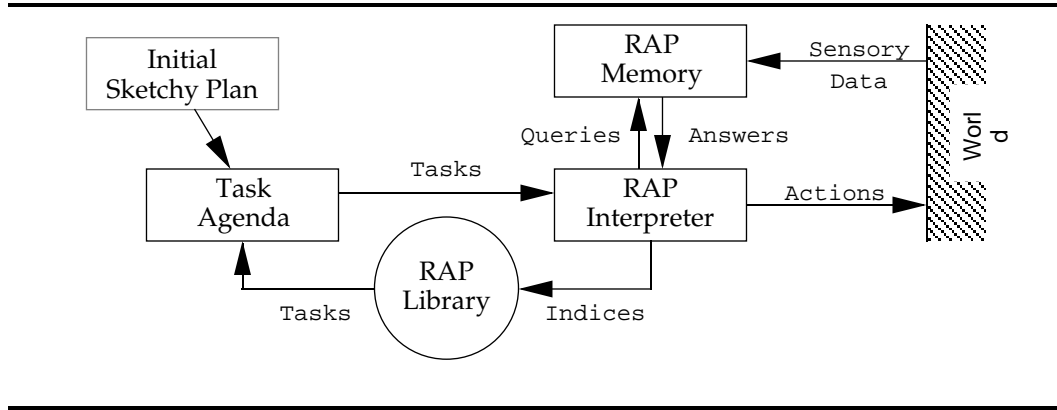 Initial
Sketchy Plan
RAP
Memory
Sensory
Data
Worl
d
Queries
Answers
Task
Agenda
Tasks
RAP
Interpreter
Actions
RAP
Library
Tasks
Indices